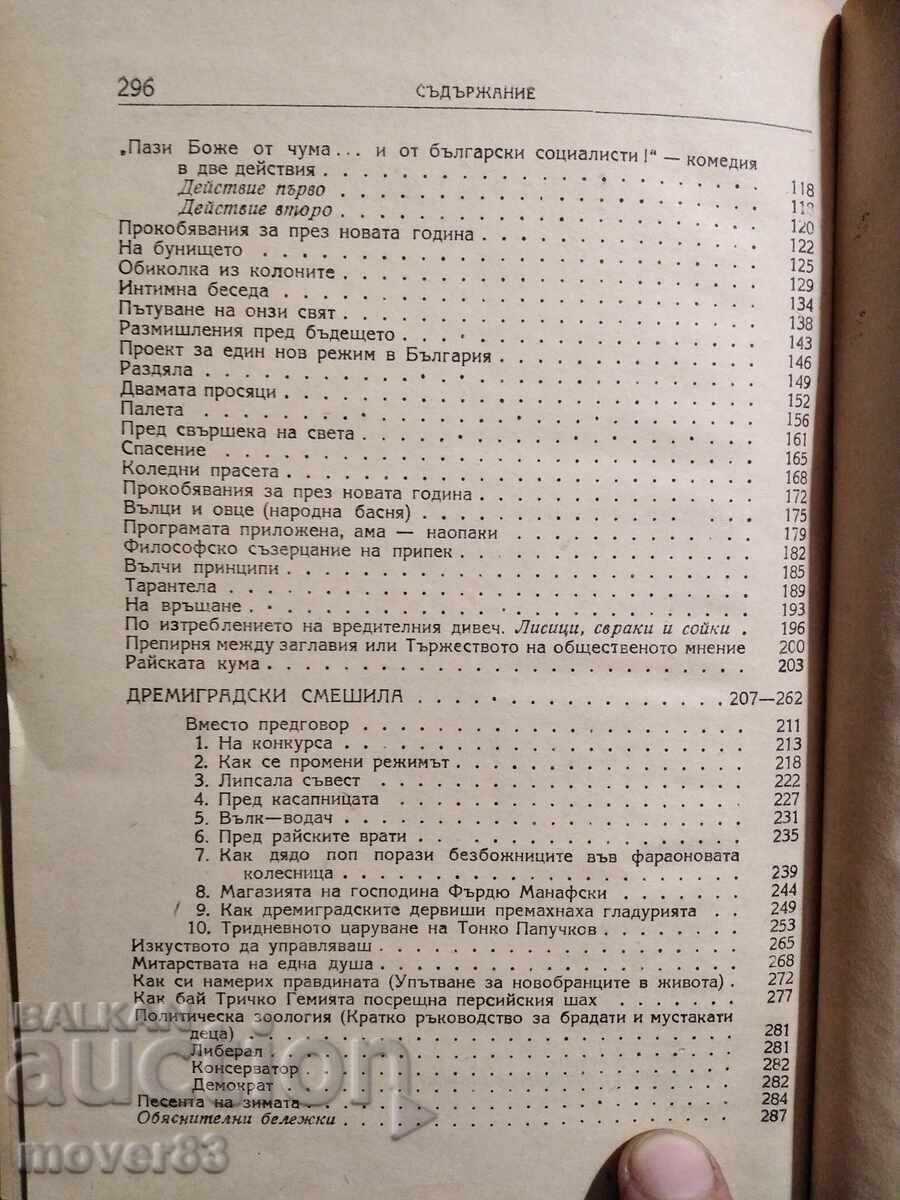 296 СЪДЪРЖАНИЕ
„Пази Боже от чума... и от български социалисти!“ — комедия
в две действия . . . 118
Действие първо . . . 118
Действие второ . . . 120
Прокобявания за през новата година . . . 122
На бунището . . . 125
Обиколка из колоните . . . 129
Интимна беседа . . . 134
Пътуване на онзи свят . . . 138
Размишления пред бъдещето . . . 143
Проект за един нов режим в България . . . 146
Раздяла . . . 149
Двамата просяци . . . 152
Палета . . . 156
Пред свършека на света . . . 161
Спасение . . . 165
Коледни прасета . . . 168
Прокобявания за през новата година . . . 172
Вълци и овце (народна басня) . . . 175
Програмата приложена, ама — наопаки . . . 179
Философско съзерцание на припек . . . 182
Вълчи принципи . . . 185
Тарантела . . . 189
На връщане . . . 193
По изтреблението на вредителния дивеч. Лисици, свраки и сойки . 196
Препирня между заглавия или Тържеството на общественото мнение 200
Райската кума . . . 203
ДРЕМИГРАДСКИ СМЕШИЛА . . . 207—262
Вместо предговор . . . 211
1. На конкурса . . . 213
2. Как се промени режимът . . . 218
3. Липсала съвест . . . 222
4. Пред касапницата . . . 227
5. Вълк—водач . . . 231
6. Пред райските врати . . . 235
7. Как дядо поп порази безбожниците във фараоновата
колесница . . . 239
8. Магазията на господина Фърдю Манафски . . . 244
9. Как дремиградските дервиши премахнаха гладурията . . 249
10. Тридневното царуване на Тонко Папучков . . . 253
Изкуството да управляваш . . . 265
Митарствата на една душа . . . 268
Как си намерих правдината (Упътване за новобранците в живота) . 272
Как бай Тричко Гемията посрещна персийския шах . . . 277
Политическа зоология (Кратко ръководство за брадати и мустакати
деца) . . . 281
Либерал . . . 281
Консерватор . . . 282
Демократ . . . 282
Песента на зимата . . . 284
Обяснителни бележки . . . 287
BALKAN
auction
mover83